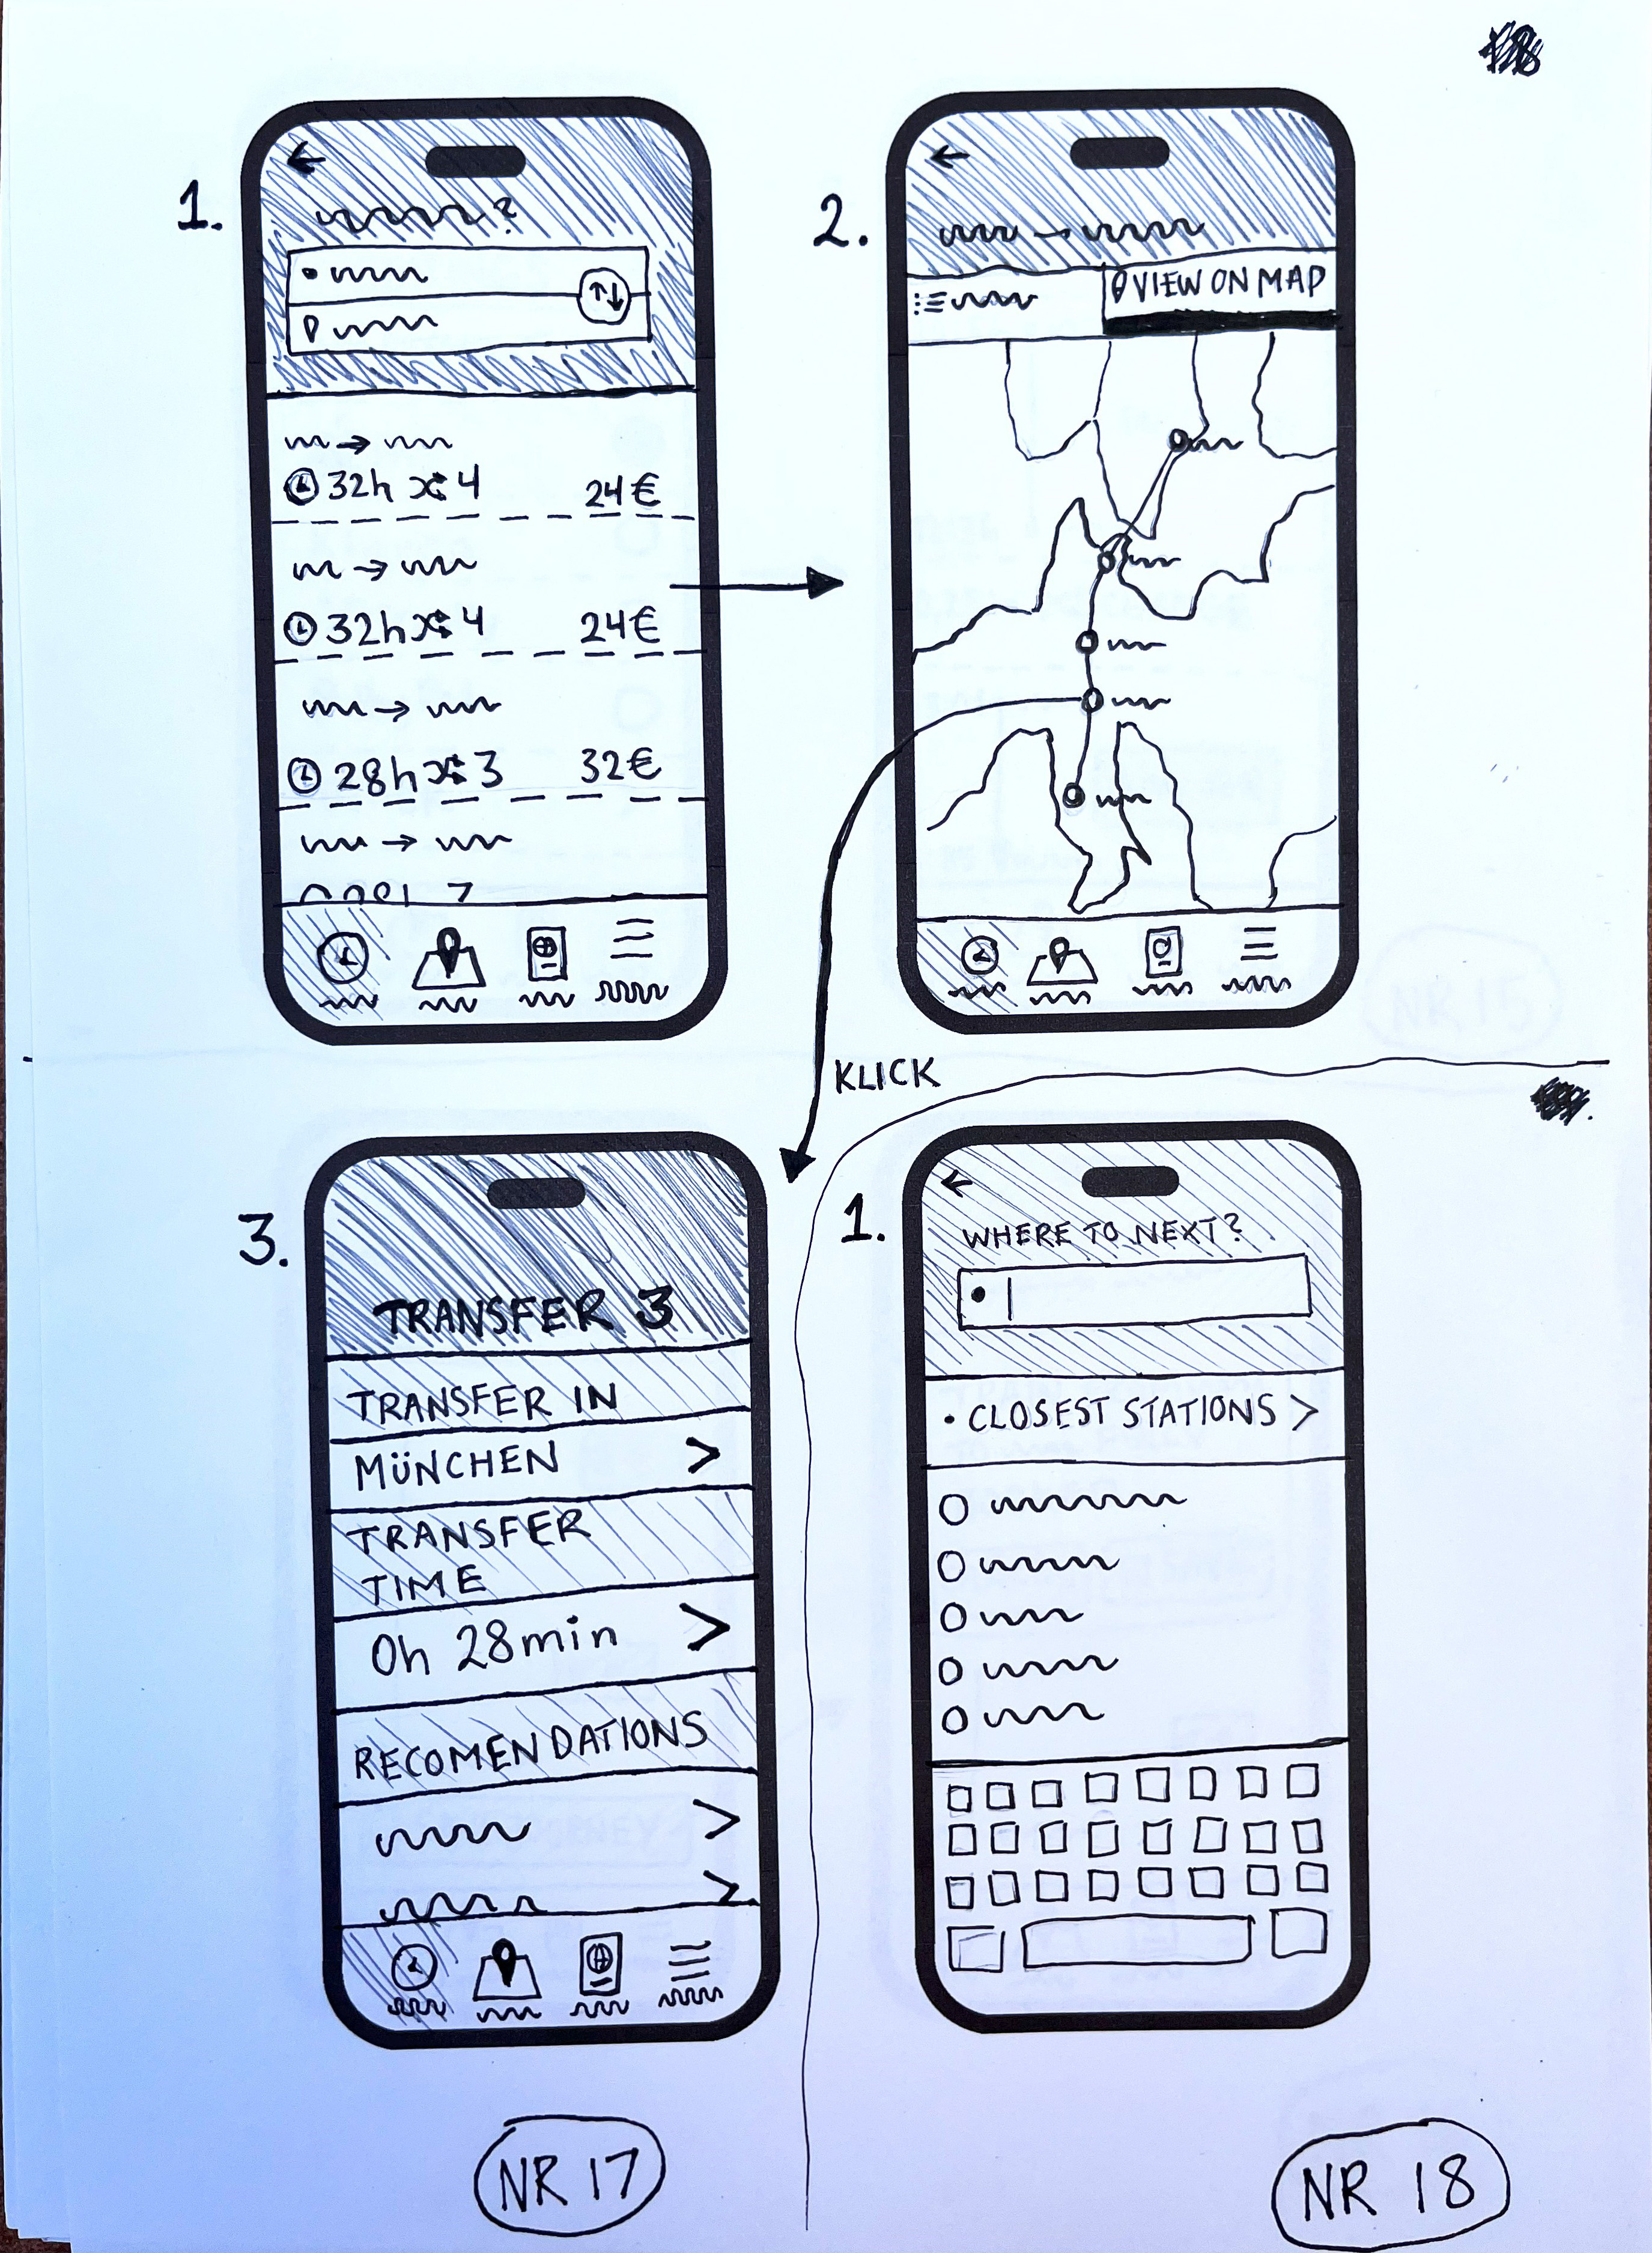 1.
?
32h 4 24€
32h 4 24€
28h 3 32€
2.
VIEW ON MAP
KLICK
3.
TRANSFER 3
TRANSFER IN
MÜNCHEN >
TRANSFER
TIME
0h 28min >
RECOMENDATIONS
>
>
NR 17
1.
WHERE TO NEXT?
• CLOSEST STATIONS >
NR 18